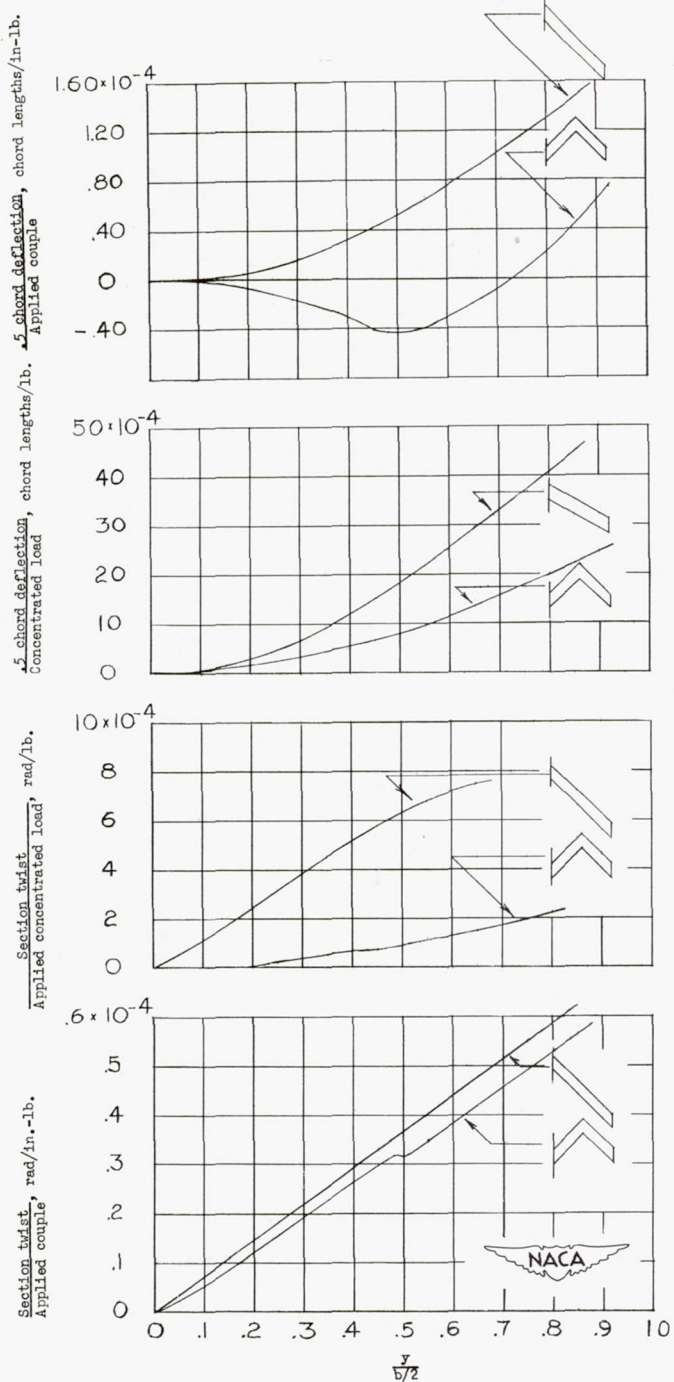 .5 chord deflection, chord lengths/in-lb.
Applied couple
1.60×10-4
1.20
.80
.40
0
-.40
.5 chord deflection, chord lengths/lb.
Concentrated load
50×10-4
40
30
20
10
0
Section twist, rad/lb.
Applied concentrated load
10×10-4
8
6
4
2
0
Section twist, rad/in.-lb.
Applied couple
.6×10-4
.5
.4
.3
.2
.1
0
NACA
0 .1 .2 .3 .4 .5 .6 .7 .8 .9 1.0
y
b/2